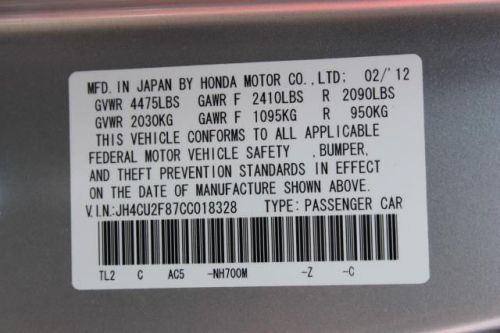 MFD. IN JAPAN BY HONDA MOTOR CO.,LTD: 02/'12
GVWR 4475LBS GAWR F 2410LBS R 2090LBS
GVWR 2030KG GAWR F 1095KG R 950KG
THIS VEHICLE CONFORMS TO ALL APPLICABLE
FEDERAL MOTOR VEHICLE SAFETY ,BUMPER,
AND THEFT PREVENTION STANDARDS IN EFFECT
ON THE DATE OF MANUFACTURE SHOWN ABOVE.
V.I.N:JH4CU2F87CC018328 TYPE: PASSENGER CAR
TL2 C AC5 -NH700M -Z -C